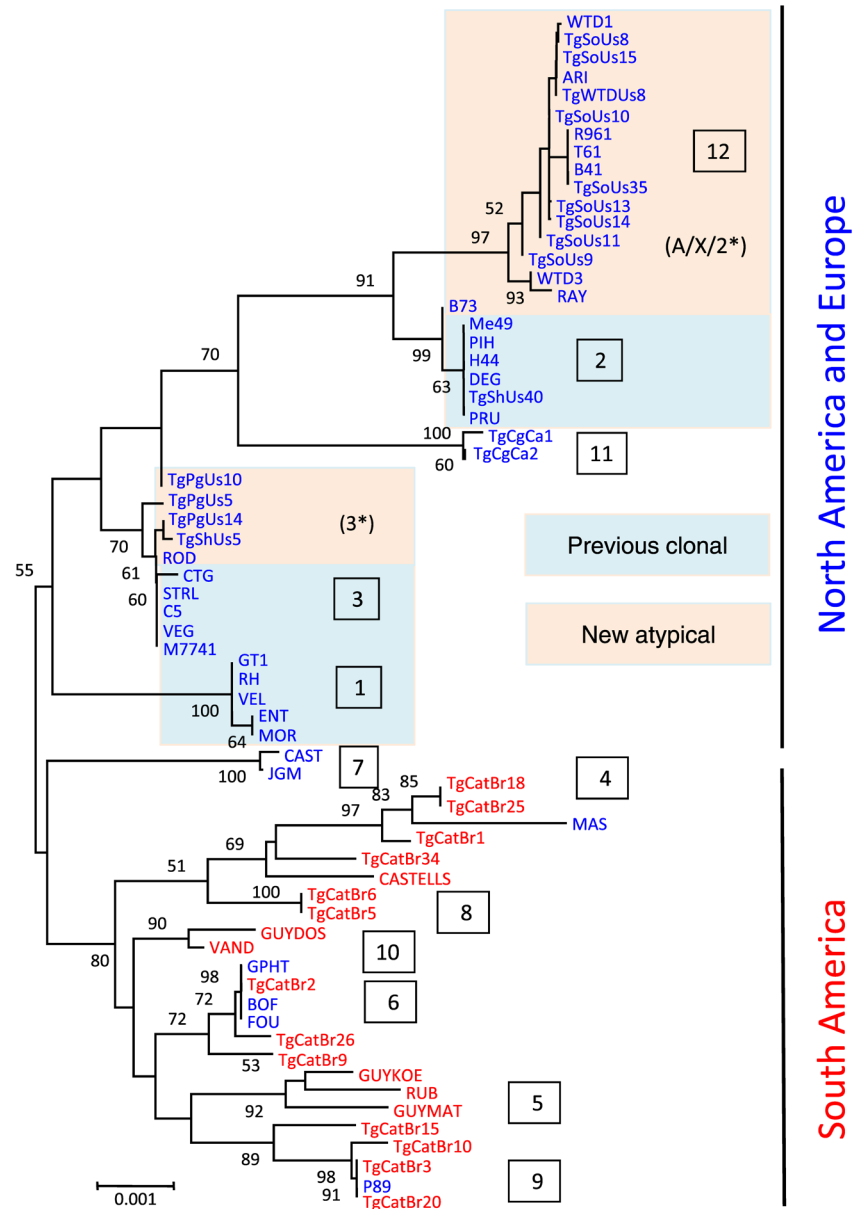 WTD1
TgSoUs8
TgSoUs15
ARI
TgWTDUs8
TgSoUs10
R961
T61
B41
TgSoUs35
TgSoUs13
TgSoUs14
TgSoUs11
TgSoUs9
WTD3
RAY
12
(A/X/2*)
52
97
93
91
B73
Me49
PIH
H44
DEG
TgShUs40
PRU
2
99
63
70
100
TgCgCa1
TgCgCa2
60
11
TgPgUs10
TgPgUs5
TgPgUs14
TgShUs5
(3*)
70
ROD
CTG
STRL
C5
VEG
M7741
61
60
3
55
GT1
RH
VEL
ENT
MOR
100
64
1
Previous clonal
New atypical
North America and Europe
CAST
JGM
100
7
TgCatBr18
TgCatBr25
MAS
TgCatBr1
TgCatBr34
CASTELLS
85
83
97
69
4
51
100
TgCatBr6
TgCatBr5
8
90
GUYDOS
VAND
10
80
GPHT
TgCatBr2
BOF
FOU
TgCatBr26
TgCatBr9
98
72
72
53
6
GUYKOE
RUB
GUYMAT
92
5
TgCatBr15
TgCatBr10
TgCatBr3
P89
TgCatBr20
89
98
91
9
South America
0.001